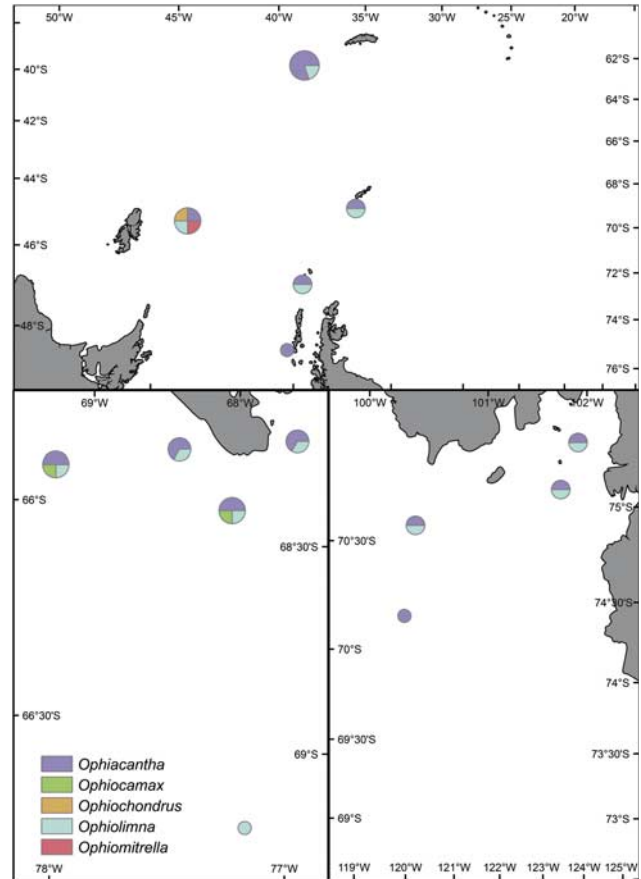 50°W 45°W 40°W 35°W 30°W 25°W 20°W
40°S 62°S
42°S 64°S
66°S
44°S 68°S
46°S 70°S
72°S
48°S 74°S
76°S
69°W 68°W 100°W 101°W 102°W
66°S 75°S
68°30'S 70°30'S
74°30'S
70°S
74°S
66°30'S
69°S 69°30'S 73°30'S
Ophiacantha
Ophiocamax
Ophiochondrus
Ophiolimna 69°S 73°S
Ophiomitrella
78°W 77°W 119°W 120°W 121°W 122°W 123°W 124°W 125°W